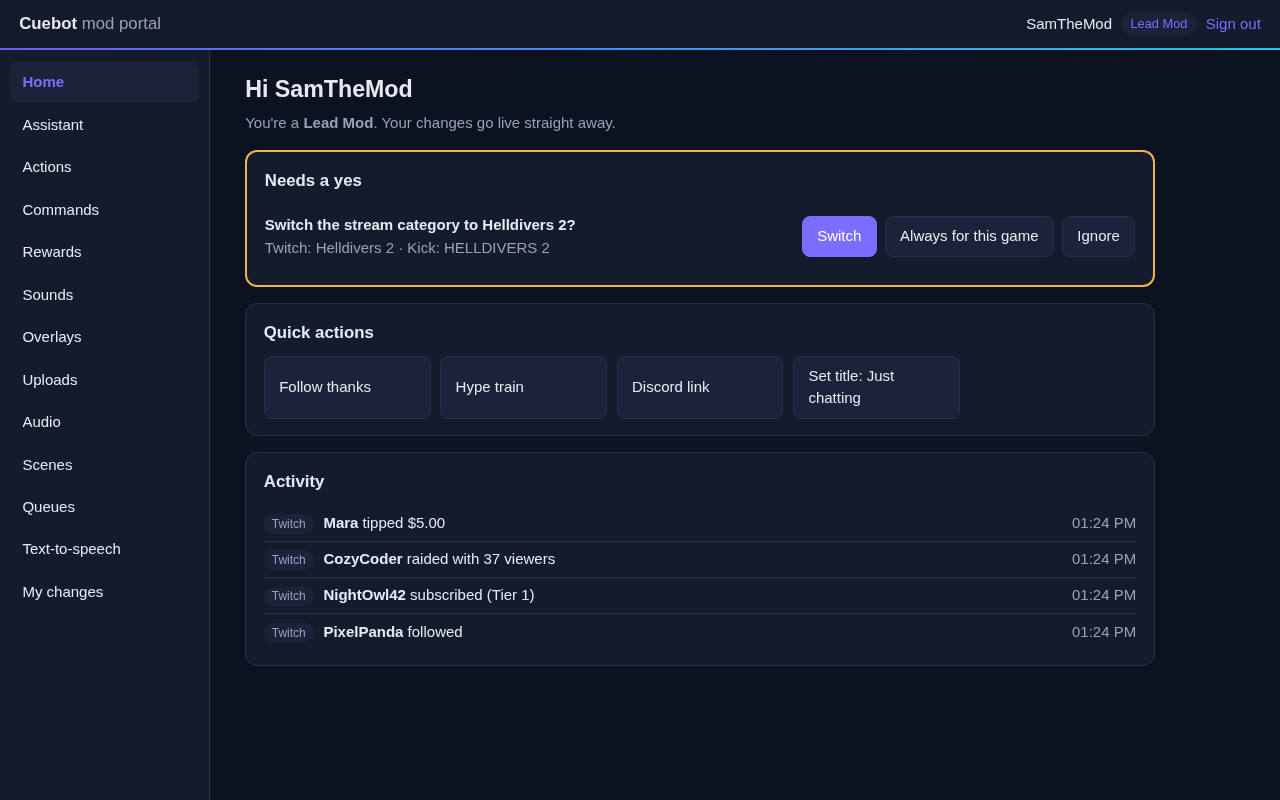 Cuebot mod portal
SamTheMod Lead Mod Sign out
Home
Assistant
Actions
Commands
Rewards
Sounds
Overlays
Uploads
Audio
Scenes
Queues
Text-to-speech
My changes
Hi SamTheMod
You're a Lead Mod. Your changes go live straight away.
Needs a yes
Switch the stream category to Helldivers 2?
Twitch: Helldivers 2 · Kick: HELLDIVERS 2
Switch Always for this game Ignore
Quick actions
Follow thanks
Hype train
Discord link
Set title: Just
chatting
Activity
Twitch Mara tipped $5.00 01:24 PM
Twitch CozyCoder raided with 37 viewers 01:24 PM
Twitch NightOwl42 subscribed (Tier 1) 01:24 PM
Twitch PixelPanda followed 01:24 PM